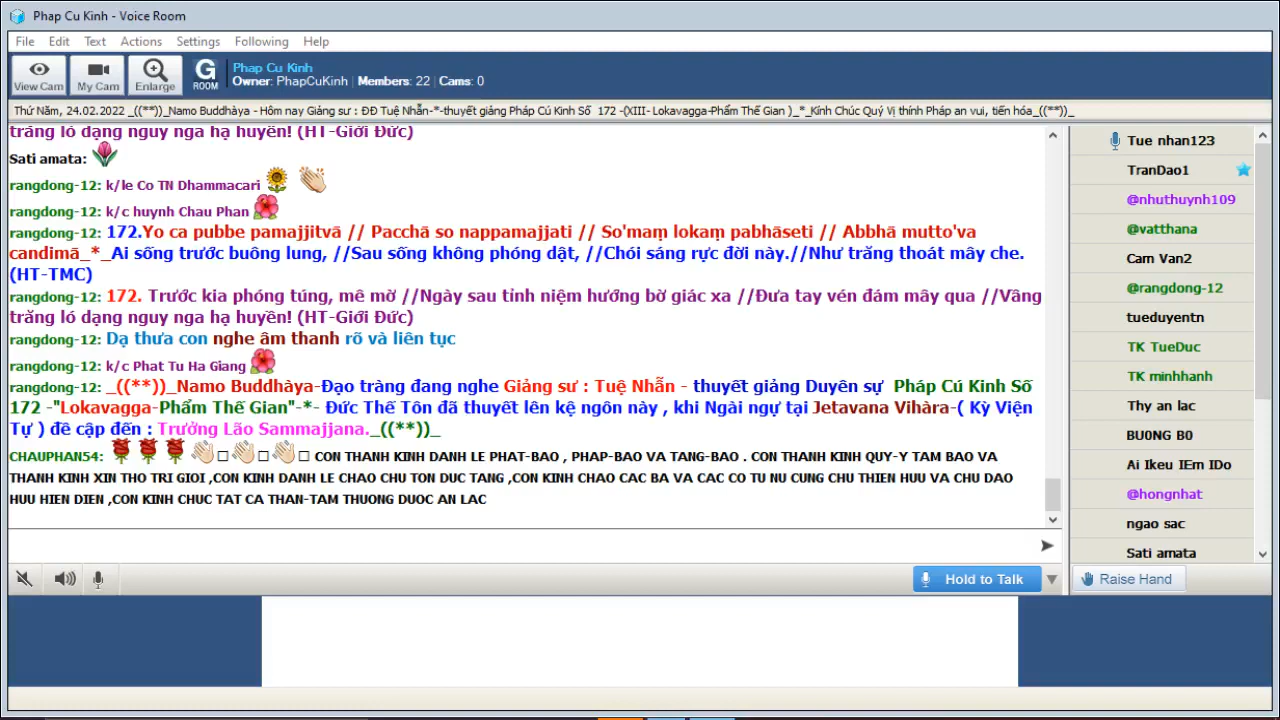 Phap Cu Kinh - Voice Room
File Edit Text Actions Settings Following Help
View Cam My Cam Enlarge G ROOM
Phap Cu Kinh
Owner: PhapCuKinh | Members: 22 | Cams: 0
Thứ Năm, 24.02.2022 _((**))_Namo Buddhàya - Hôm nay Giảng sư : ĐĐ Tuệ Nhẫn-*-thuyết giảng Pháp Cú Kinh Số 172 -(XIII- Lokavagga-Phẩm Thế Gian )_*_Kính Chúc Quý Vị thính Pháp an vui, tiến hóa_((**))_
trăng ló dạng nguy nga hạ huyền! (HT-Giới Đức)
Sati amata:
rangdong-12: k/le Co TN Dhammacari
rangdong-12: k/c huynh Chau Phan
rangdong-12: 172.Yo ca pubbe pamajjitvā // Pacchā so nappamajjati // So'maṃ lokaṃ pabhāseti // Abbhā mutto'va
candimā_*_Ai sống trước buông lung, //Sau sống không phóng dật, //Chói sáng rực đời này.//Như trăng thoát mây che.
(HT-TMC)
rangdong-12: 172. Trước kia phóng túng, mê mờ //Ngày sau tỉnh niệm hướng bờ giác xa //Đưa tay vén đám mây qua //Vầng
trăng ló dạng nguy nga hạ huyền! (HT-Giới Đức)
rangdong-12: Dạ thưa con nghe âm thanh rõ và liên tục
rangdong-12: k/c Phat Tu Ha Giang
rangdong-12: _((**))_Namo Buddhàya-Đạo tràng đang nghe Giảng sư : Tuệ Nhẫn - thuyết giảng Duyên sự Pháp Cú Kinh Số
172 -"Lokavagga-Phẩm Thế Gian"-*- Đức Thế Tôn đã thuyết lên kệ ngôn này , khi Ngài ngự tại Jetavana Vihàra-( Kỳ Viện
Tự ) đề cập đến : Trưởng Lão Sammajjana._((**))_
CHAUPHAN54: CON THANH KINH DANH LE PHAT-BAO , PHAP-BAO VA TANG-BAO . CON THANH KINH QUY-Y TAM BAO VA
THANH KINH XIN THO TRI GIOI ,CON KINH DANH LE CHAO CHU TON DUC TANG ,CON KINH CHAO CAC BA VA CAC CO TU NU CUNG CHU THIEN HUU VA CHU DAO
HUU HIEN DIEN ,CON KINH CHUC TAT CA THAN-TAM THUONG DUOC AN LAC
Hold to Talk
Tue nhan123
TranDao1
@nhuthuynh109
@vatthana
Cam Van2
@rangdong-12
tueduyentn
TK TueDuc
TK minhhanh
Thy an lac
BU0NG B0
Ai Ikeu IEm IDo
@hongnhat
ngao sac
Sati amata
Raise Hand